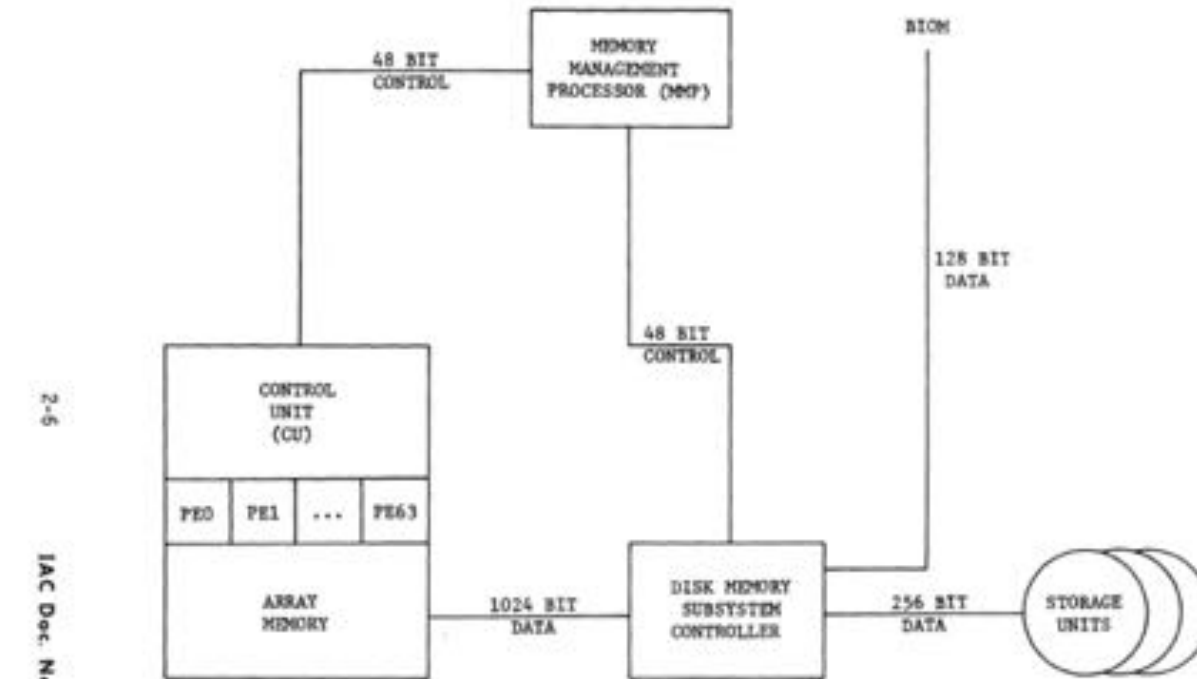 MEMORY
MANAGEMENT
PROCESSOR (MMP)
BIOM
48 BIT
CONTROL
128 BIT
DATA
48 BIT
CONTROL
CONTROL
UNIT
(CU)
PE0 PE1 ... PE63
ARRAY
MEMORY
1024 BIT
DATA
DISK MEMORY
SUBSYSTEM
CONTROLLER
256 BIT
DATA
STORAGE
UNITS
2-6
IAC Doc.